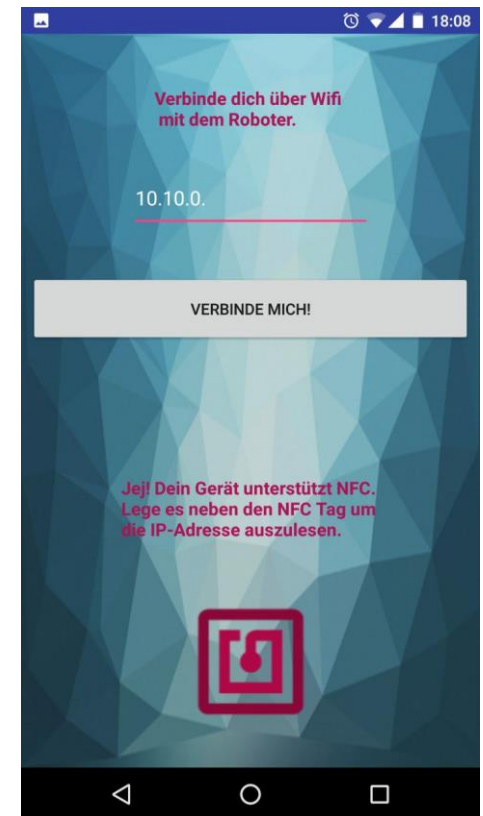 18:08
Verbinde dich über Wifi
mit dem Roboter.
10.10.0.
VERBINDE MICH!
Jej! Dein Gerät unterstützt NFC.
Lege es neben den NFC Tag um
die IP-Adresse auszulesen.